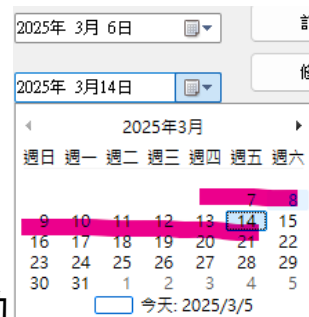 2025年 3月 6日
2025年 3月14日
2025年3月
週日 週一 週二 週三 週四 週五 週六
7 8
9 10 11 12 13 14 15
16 17 18 19 20 21 22
23 24 25 26 27 28 29
30 31 1 2 3 4 5
今天: 2025/3/5